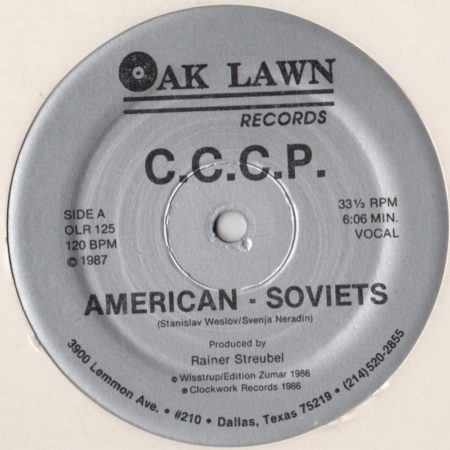 OAK LAWN
RECORDS
C.C.C.P.
SIDE A
OLR 125
120 BPM
℗ 1987
33⅓ RPM
6:06 MIN.
VOCAL
AMERICAN - SOVIETS
(Stanislav Weslov/Svenja Neradin)
Produced by
Rainer Streubel
℗ Wisstrup/Edition Zumar 1986
℗ Clockwork Records 1986
3900 Lemmon Ave. • #210 • Dallas, Texas 75219 • (214)520-2855